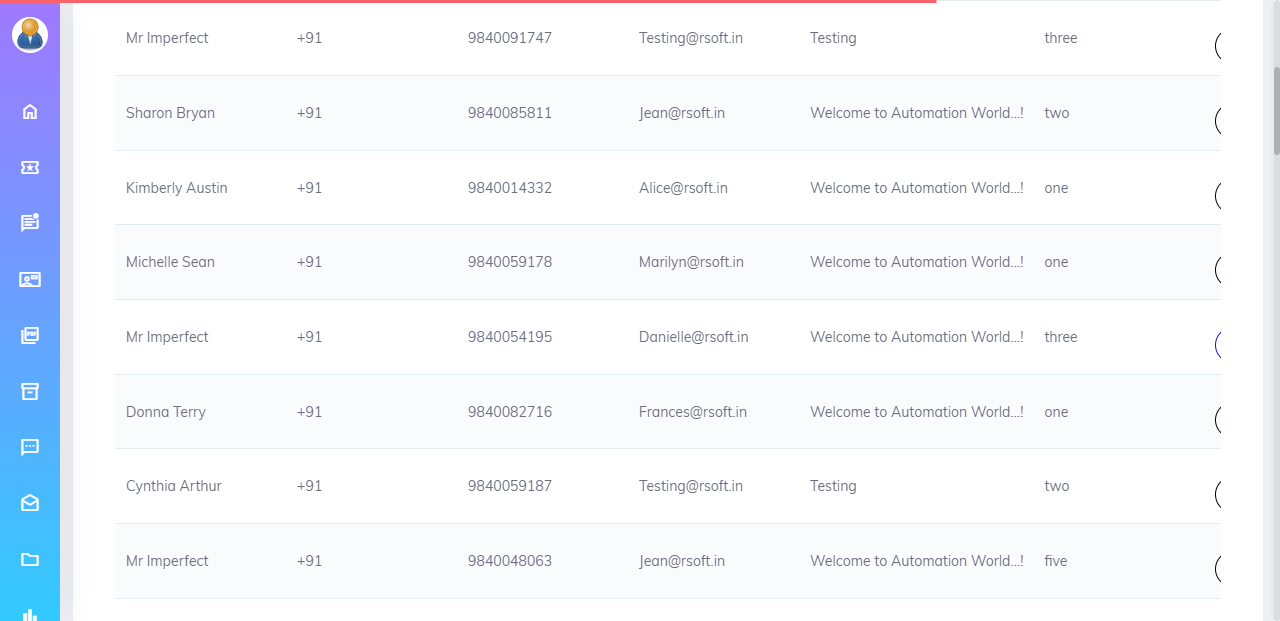 Mr Imperfect +91 9840091747 Testing@rsoft.in Testing three
Sharon Bryan +91 9840085811 Jean@rsoft.in Welcome to Automation World...! two
Kimberly Austin +91 9840014332 Alice@rsoft.in Welcome to Automation World...! one
Michelle Sean +91 9840059178 Marilyn@rsoft.in Welcome to Automation World...! one
Mr Imperfect +91 9840054195 Danielle@rsoft.in Welcome to Automation World...! three
Donna Terry +91 9840082716 Frances@rsoft.in Welcome to Automation World...! one
Cynthia Arthur +91 9840059187 Testing@rsoft.in Testing two
Mr Imperfect +91 9840048063 Jean@rsoft.in Welcome to Automation World...! five